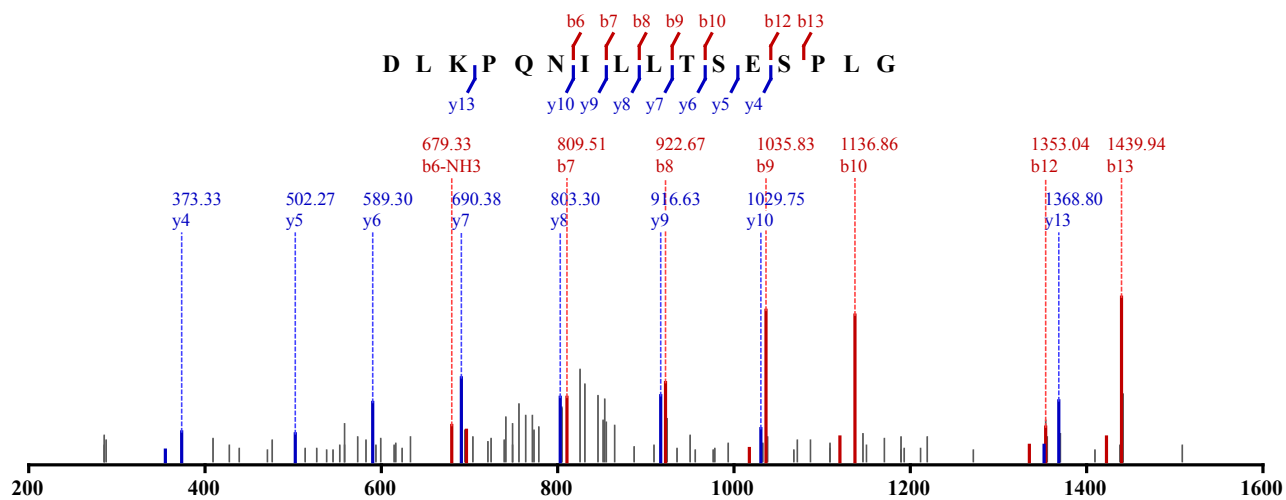 b6 b7 b8 b9 b10 b12 b13
D L K P Q N I L L T S E S P L G
y13 y10 y9 y8 y7 y6 y5 y4
679.33 809.51 922.67 1035.83 1136.86 1353.04 1439.94
b6-NH3 b7 b8 b9 b10 b12 b13
373.33 502.27 589.30 690.38 803.30 916.63 1029.75 1368.80
y4 y5 y6 y7 y8 y9 y10 y13
200 400 600 800 1000 1200 1400 1600